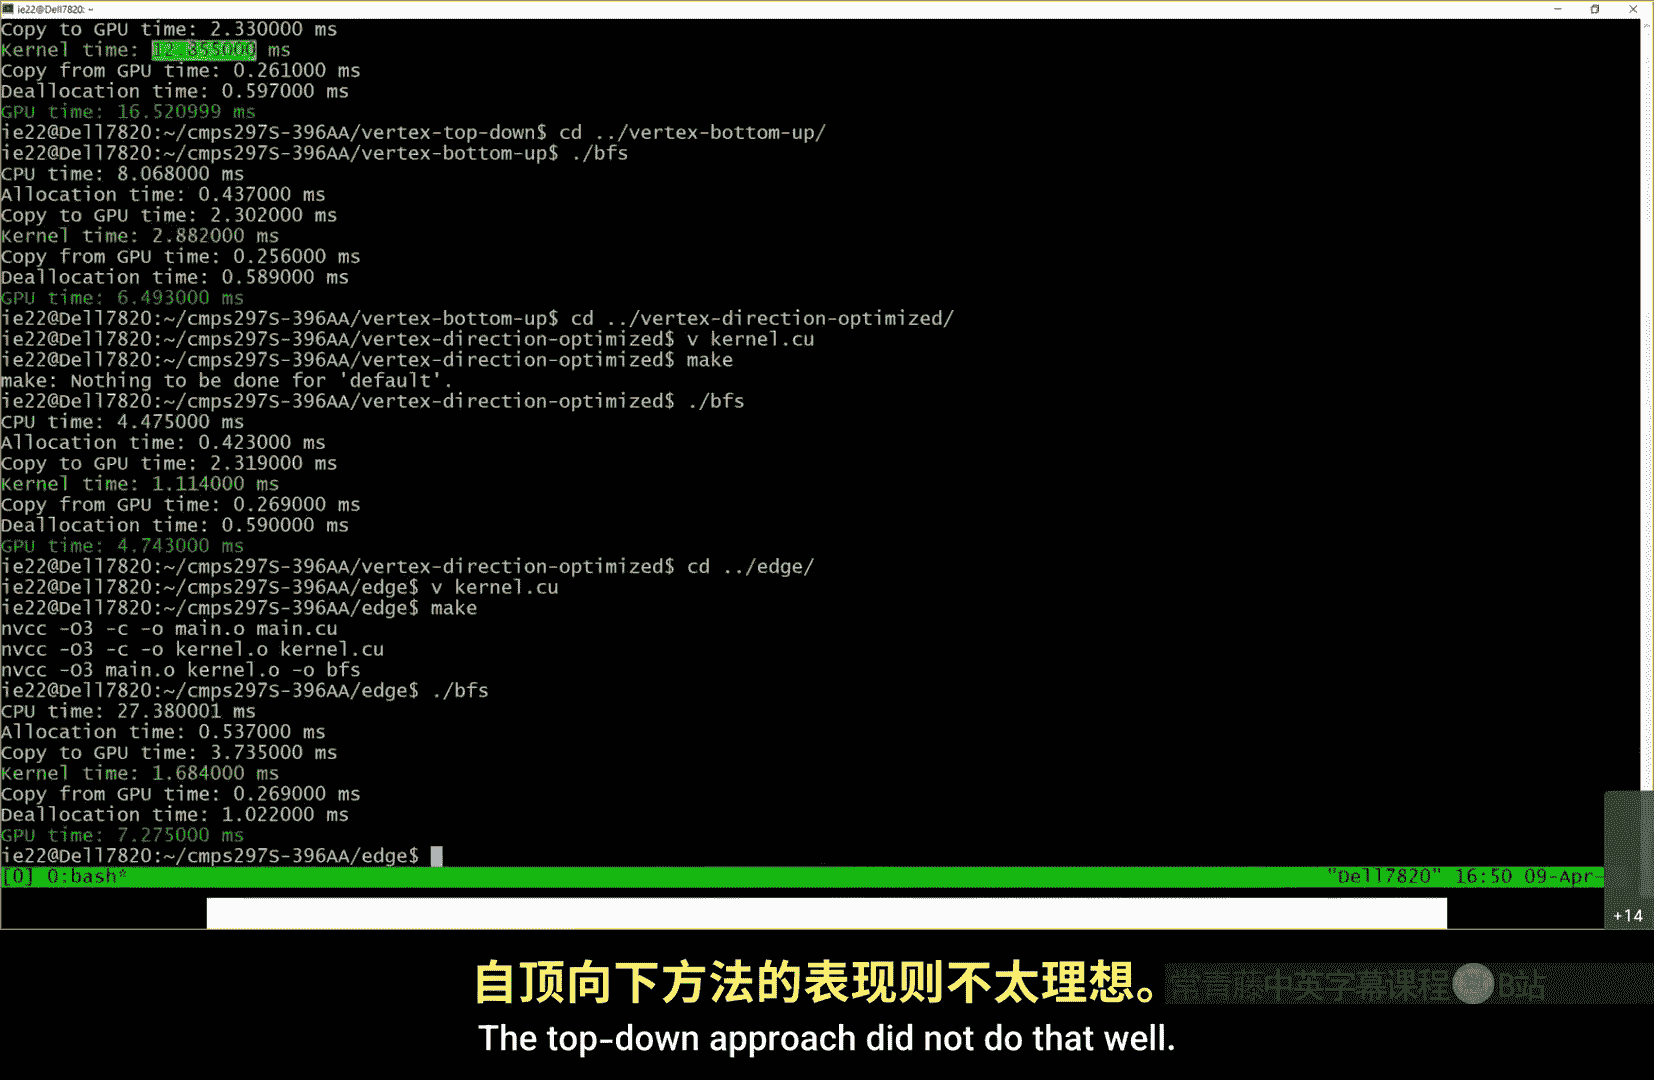 ie22@Dell7820: ~
Copy to GPU time: 2.330000 ms
Kernel time: 12.855000 ms
Copy from GPU time: 0.261000 ms
Deallocation time: 0.597000 ms
GPU time: 16.520999 ms
ie22@Dell7820:~/cmps297S-396AA/vertex-top-down$ cd ../vertex-bottom-up/
ie22@Dell7820:~/cmps297S-396AA/vertex-bottom-up$ ./bfs
CPU time: 8.068000 ms
Allocation time: 0.437000 ms
Copy to GPU time: 2.302000 ms
Kernel time: 2.882000 ms
Copy from GPU time: 0.256000 ms
Deallocation time: 0.589000 ms
GPU time: 6.493000 ms
ie22@Dell7820:~/cmps297S-396AA/vertex-bottom-up$ cd ../vertex-direction-optimized/
ie22@Dell7820:~/cmps297S-396AA/vertex-direction-optimized$ v kernel.cu
ie22@Dell7820:~/cmps297S-396AA/vertex-direction-optimized$ make
make: Nothing to be done for 'default'.
ie22@Dell7820:~/cmps297S-396AA/vertex-direction-optimized$ ./bfs
CPU time: 4.475000 ms
Allocation time: 0.423000 ms
Copy to GPU time: 2.319000 ms
Kernel time: 1.114000 ms
Copy from GPU time: 0.269000 ms
Deallocation time: 0.590000 ms
GPU time: 4.743000 ms
ie22@Dell7820:~/cmps297S-396AA/vertex-direction-optimized$ cd ../edge/
ie22@Dell7820:~/cmps297S-396AA/edge$ v kernel.cu
ie22@Dell7820:~/cmps297S-396AA/edge$ make
nvcc -O3 -c -o main.o main.cu
nvcc -O3 -c -o kernel.o kernel.cu
nvcc -O3 main.o kernel.o -o bfs
ie22@Dell7820:~/cmps297S-396AA/edge$ ./bfs
CPU time: 27.380001 ms
Allocation time: 0.537000 ms
Copy to GPU time: 3.735000 ms
Kernel time: 1.684000 ms
Copy from GPU time: 0.269000 ms
Deallocation time: 1.022000 ms
GPU time: 7.275000 ms
ie22@Dell7820:~/cmps297S-396AA/edge$
[0] 0:bash* "Dell7820" 16:50 09-Apr-
+14
自顶向下方法的表现则不太理想。
常青藤中英字幕课程 B站
The top-down approach did not do that well.